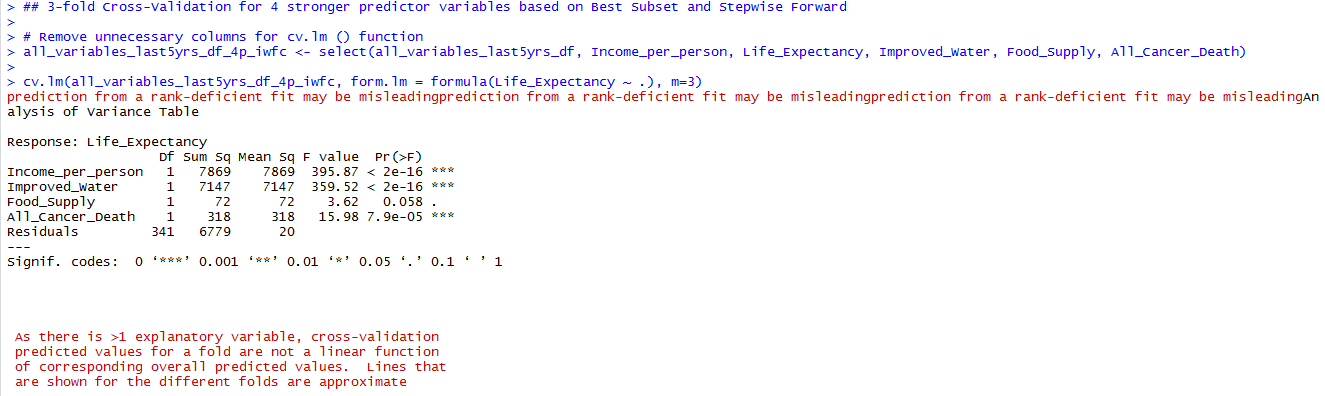 > ## 3-fold Cross-Validation for 4 stronger predictor variables based on Best Subset and Stepwise Forward
>
> # Remove unnecessary columns for cv.lm () function
> all_variables_last5yrs_df_4p_iwfc <- select(all_variables_last5yrs_df, Income_per_person, Life_Expectancy, Improved_Water, Food_Supply, All_Cancer_Death)
>
> cv.lm(all_variables_last5yrs_df_4p_iwfc, form.lm = formula(Life_Expectancy ~ .), m=3)
prediction from a rank-deficient fit may be misleadingprediction from a rank-deficient fit may be misleadingprediction from a rank-deficient fit may be misleadingAn
alysis of Variance Table

Response: Life_Expectancy
                   Df Sum Sq Mean Sq F value  Pr(>F)
Income_per_person   1   7869    7869  395.87 < 2e-16 ***
Improved_Water      1   7147    7147  359.52 < 2e-16 ***
Food_Supply         1     72      72    3.62   0.058 .
All_Cancer_Death    1    318     318   15.98 7.9e-05 ***
Residuals         341   6779      20
---
Signif. codes:  0 ‘***’ 0.001 ‘**’ 0.01 ‘*’ 0.05 ‘.’ 0.1 ‘ ’ 1

 As there is >1 explanatory variable, cross-validation
 predicted values for a fold are not a linear function
 of corresponding overall predicted values.  Lines that
 are shown for the different folds are approximate